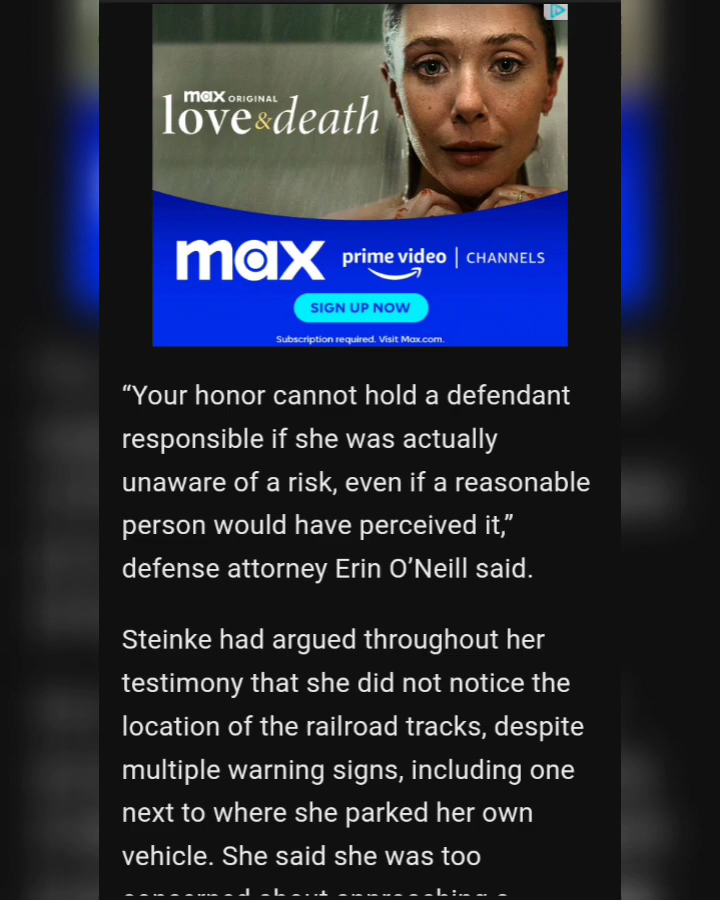 max ORIGINAL
love & death
max prime video | CHANNELS
SIGN UP NOW
Subscription required. Visit Max.com.
“Your honor cannot hold a defendant
responsible if she was actually
unaware of a risk, even if a reasonable
person would have perceived it,”
defense attorney Erin O’Neill said.
Steinke had argued throughout her
testimony that she did not notice the
location of the railroad tracks, despite
multiple warning signs, including one
next to where she parked her own
vehicle. She said she was too
concerned about approaching a